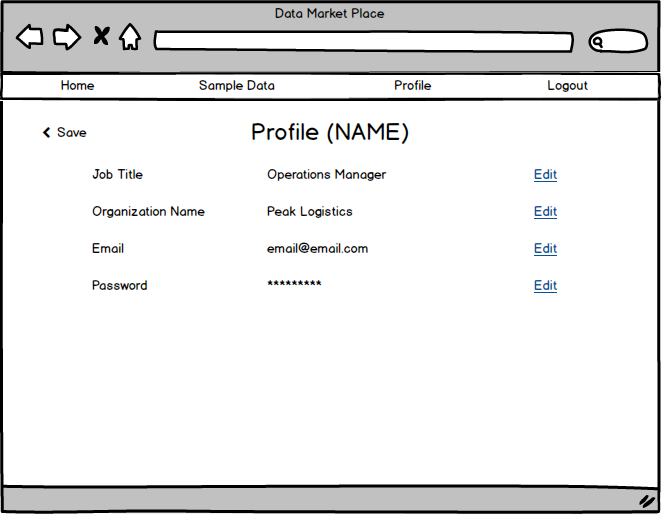 Data Market Place
Home Sample Data Profile Logout
Save Profile (NAME)
Job Title Operations Manager Edit
Organization Name Peak Logistics Edit
Email email@email.com Edit
Password ********* Edit